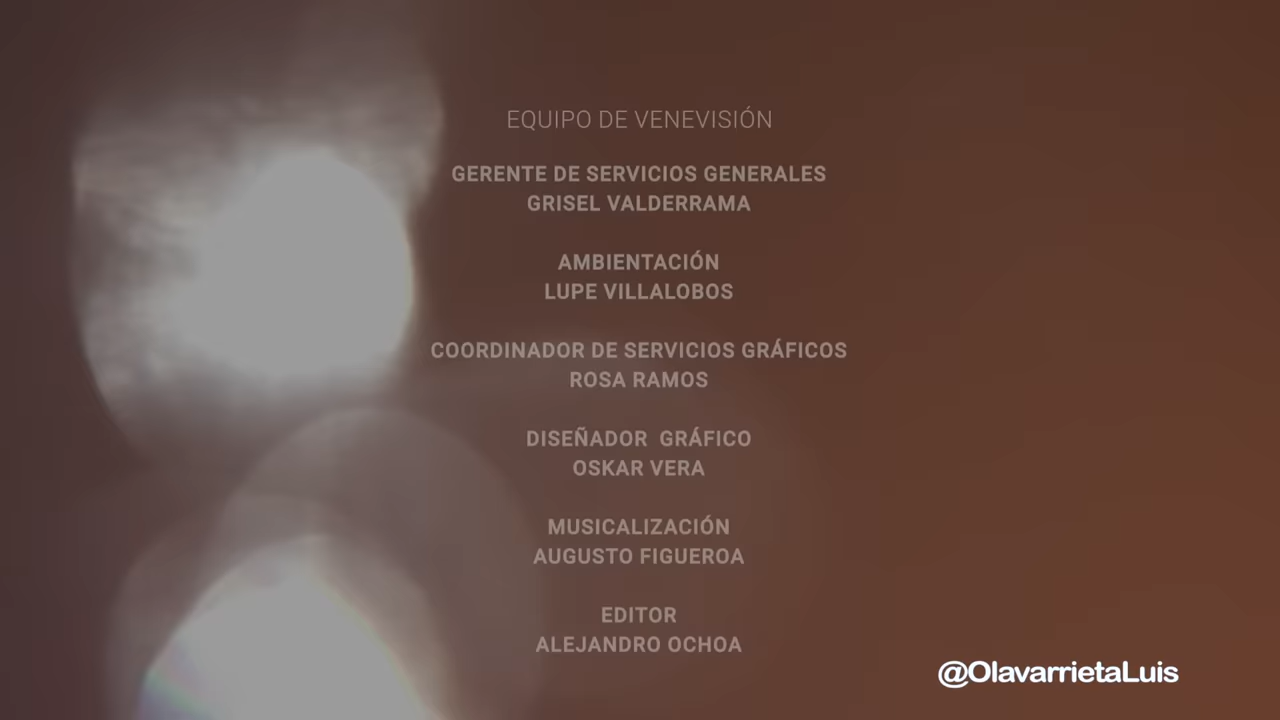 EQUIPO DE VENEVISIÓN
GERENTE DE SERVICIOS GENERALES
GRISEL VALDERRAMA
AMBIENTACIÓN
LUPE VILLALOBOS
COORDINADOR DE SERVICIOS GRÁFICOS
ROSA RAMOS
DISEÑADOR GRÁFICO
OSKAR VERA
MUSICALIZACIÓN
AUGUSTO FIGUEROA
EDITOR
ALEJANDRO OCHOA
@OlavarrietaLuis